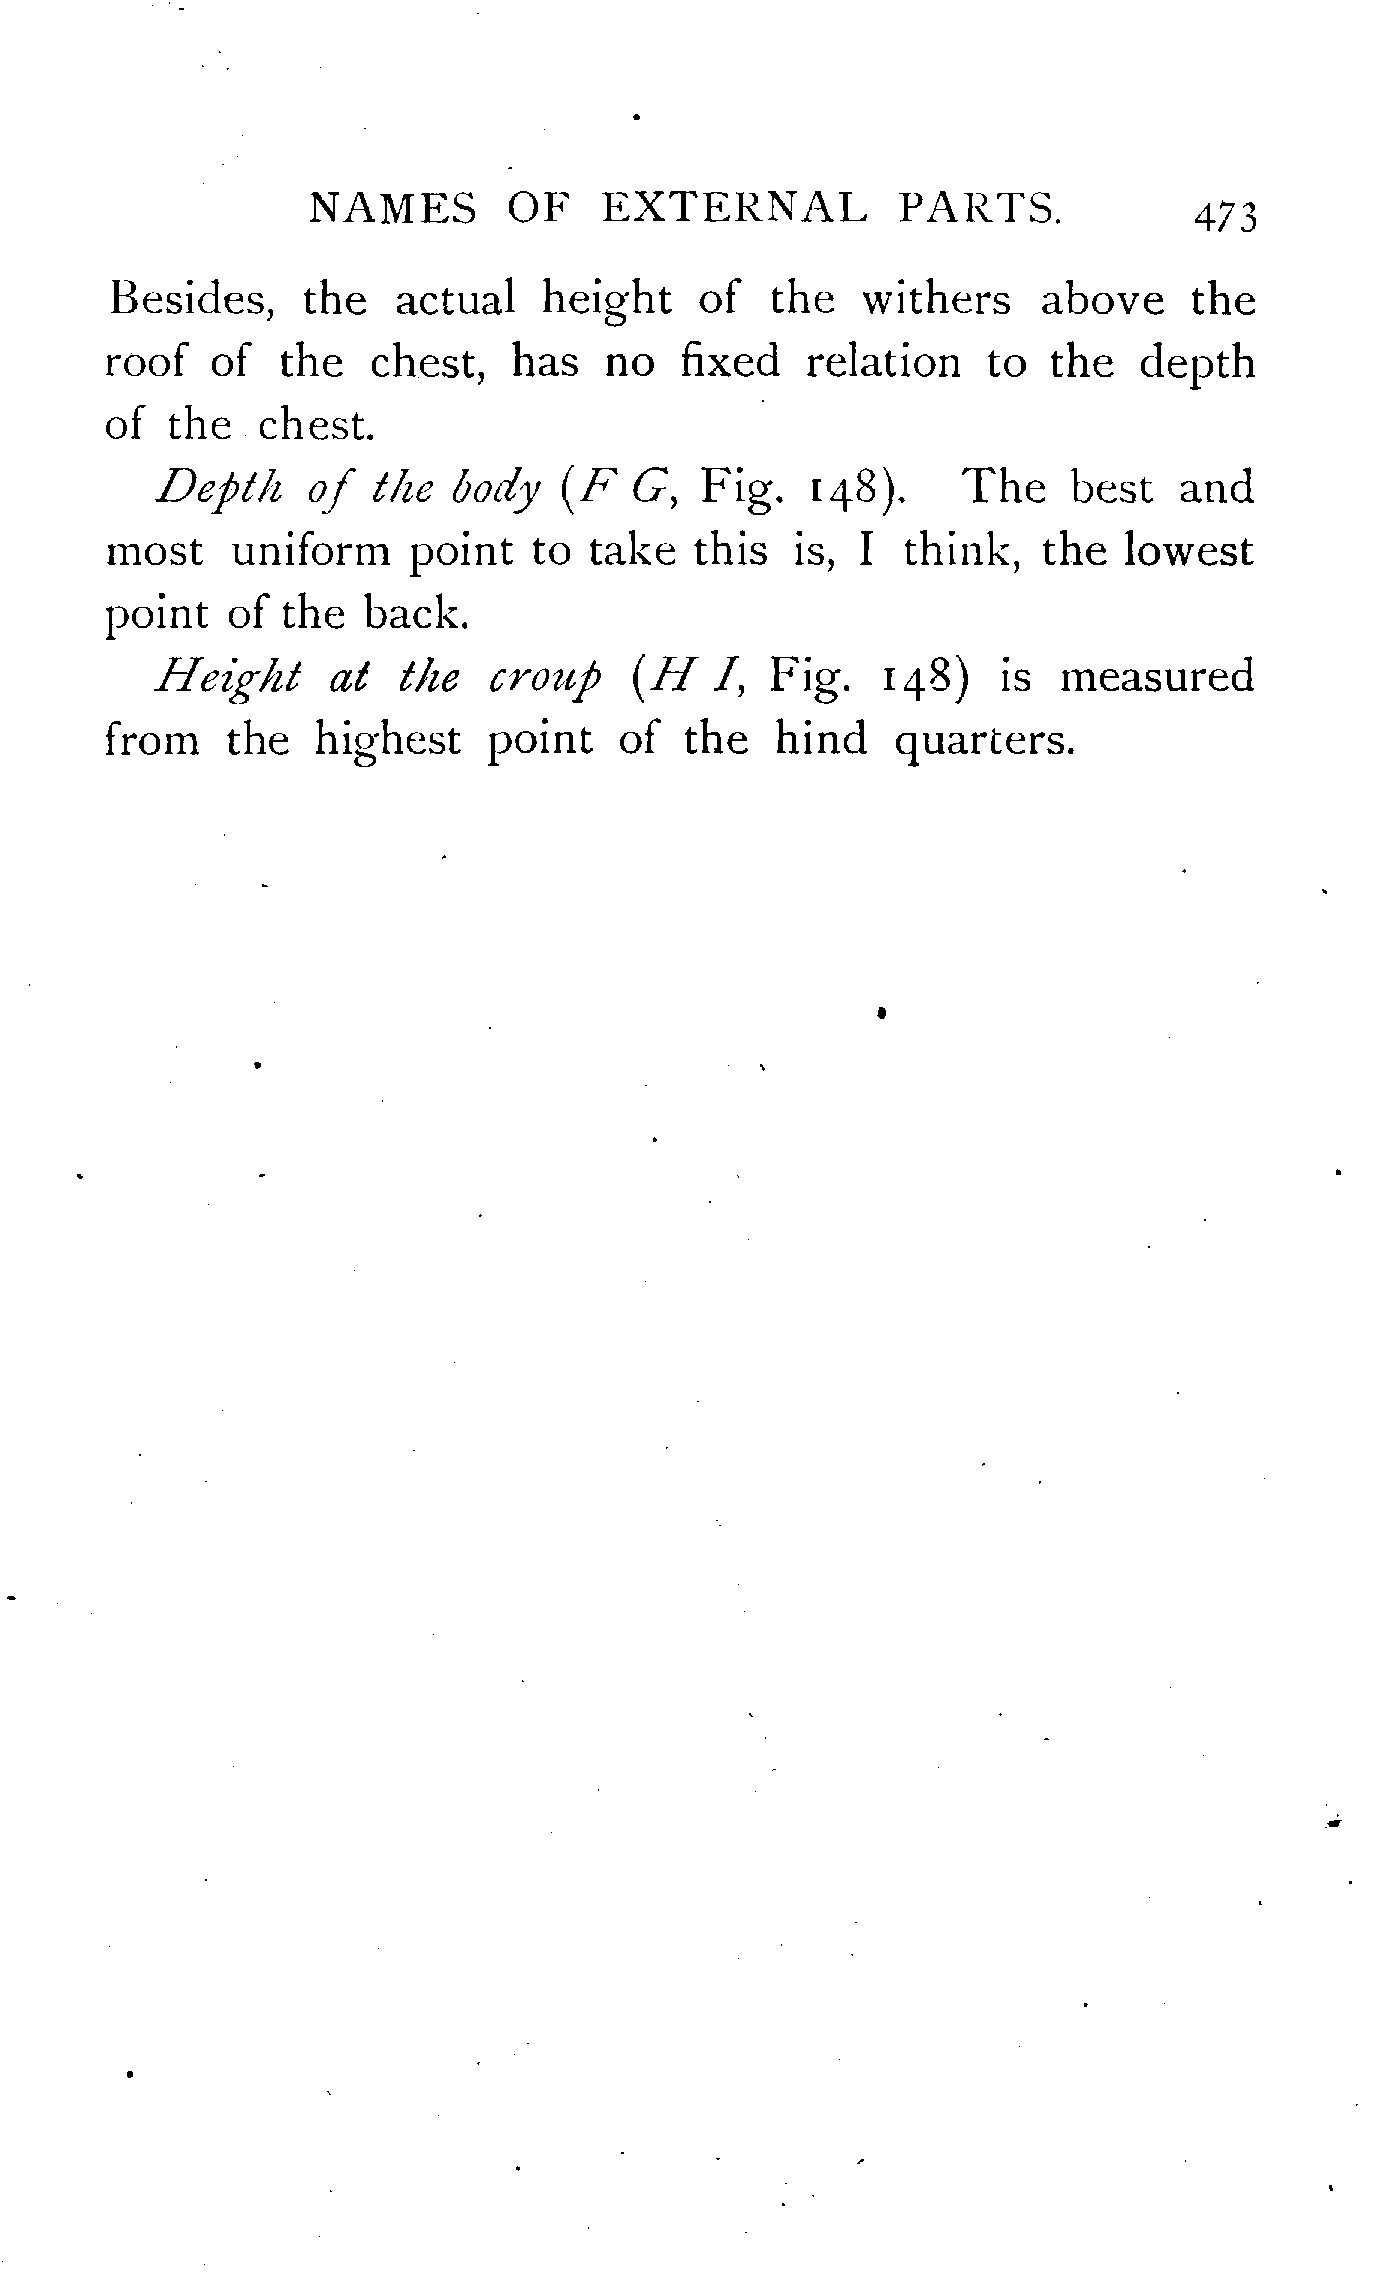 NAMES OF EXTERNAL PARTS. 473
Besides, the actual height of the withers above the
roof of the chest, has no fixed relation to the depth
of the chest.
Depth of the body (F G, Fig. 148). The best and
most uniform point to take this is, I think, the lowest
point of the back.
Height at the croup (H I, Fig. 148) is measured
from the highest point of the hind quarters.